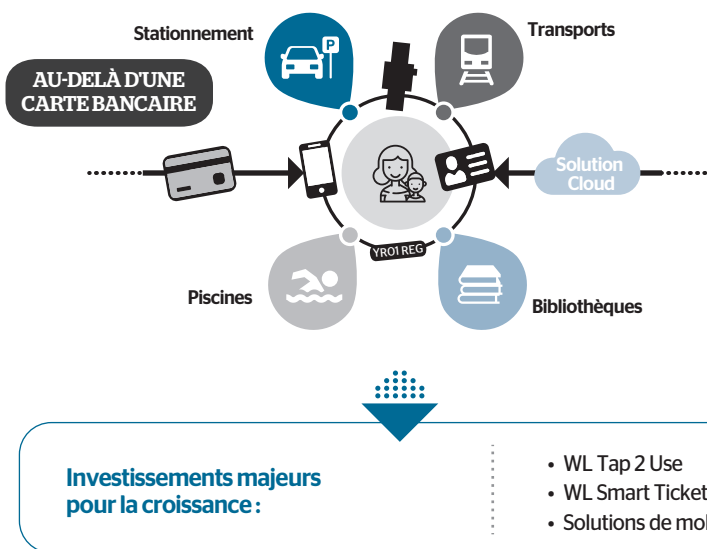 Stationnement
P
Transports
AU-DELÀ D'UNE
CARTE BANCAIRE
Solution
Cloud
YR01 REG
Piscines
Bibliothèques
Investissements majeurs
pour la croissance :
• WL Tap 2 Use
• WL Smart Ticket
• Solutions de